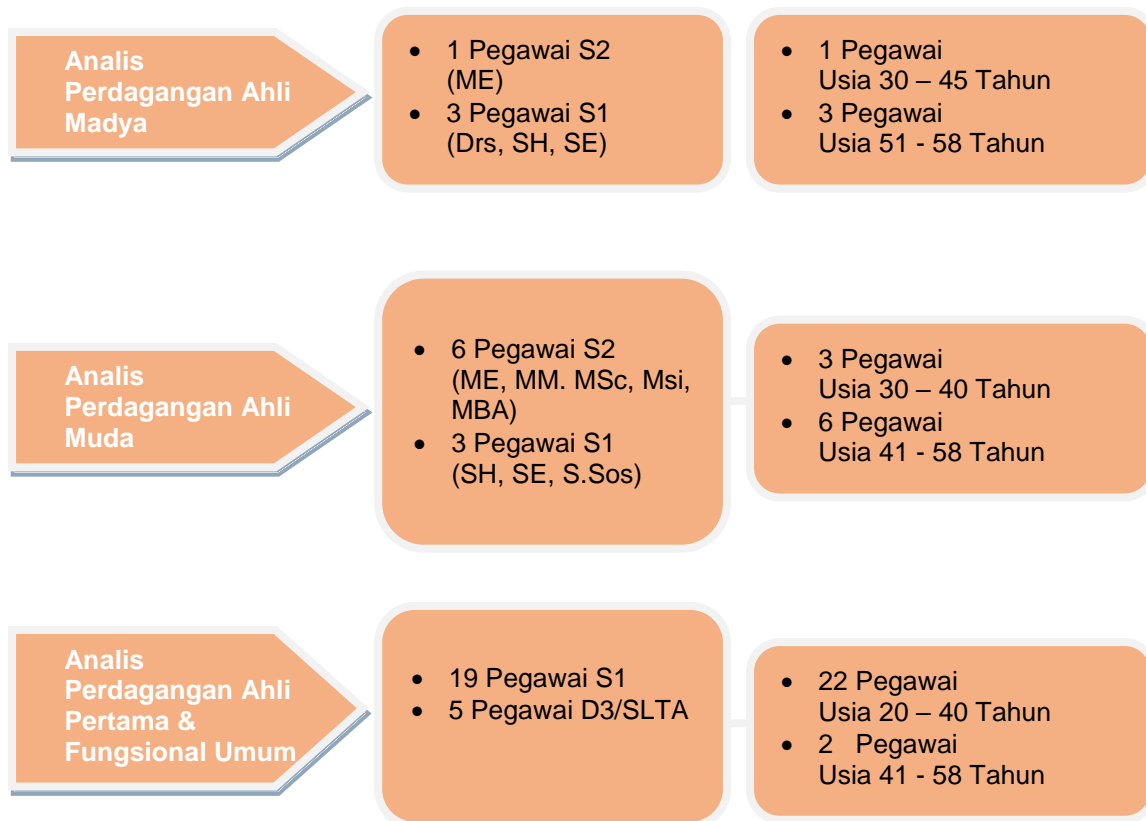 Analis
Perdagangan Ahli
Madya
• 1 Pegawai S2
(ME)
• 3 Pegawai S1
(Drs, SH, SE)
• 1 Pegawai
Usia 30 – 45 Tahun
• 3 Pegawai
Usia 51 - 58 Tahun
Analis
Perdagangan Ahli
Muda
• 6 Pegawai S2
(ME, MM. MSc, Msi,
MBA)
• 3 Pegawai S1
(SH, SE, S.Sos)
• 3 Pegawai
Usia 30 – 40 Tahun
• 6 Pegawai
Usia 41 - 58 Tahun
Analis
Perdagangan Ahli
Pertama &
Fungsional Umum
• 19 Pegawai S1
• 5 Pegawai D3/SLTA
• 22 Pegawai
Usia 20 – 40 Tahun
• 2 Pegawai
Usia 41 - 58 Tahun